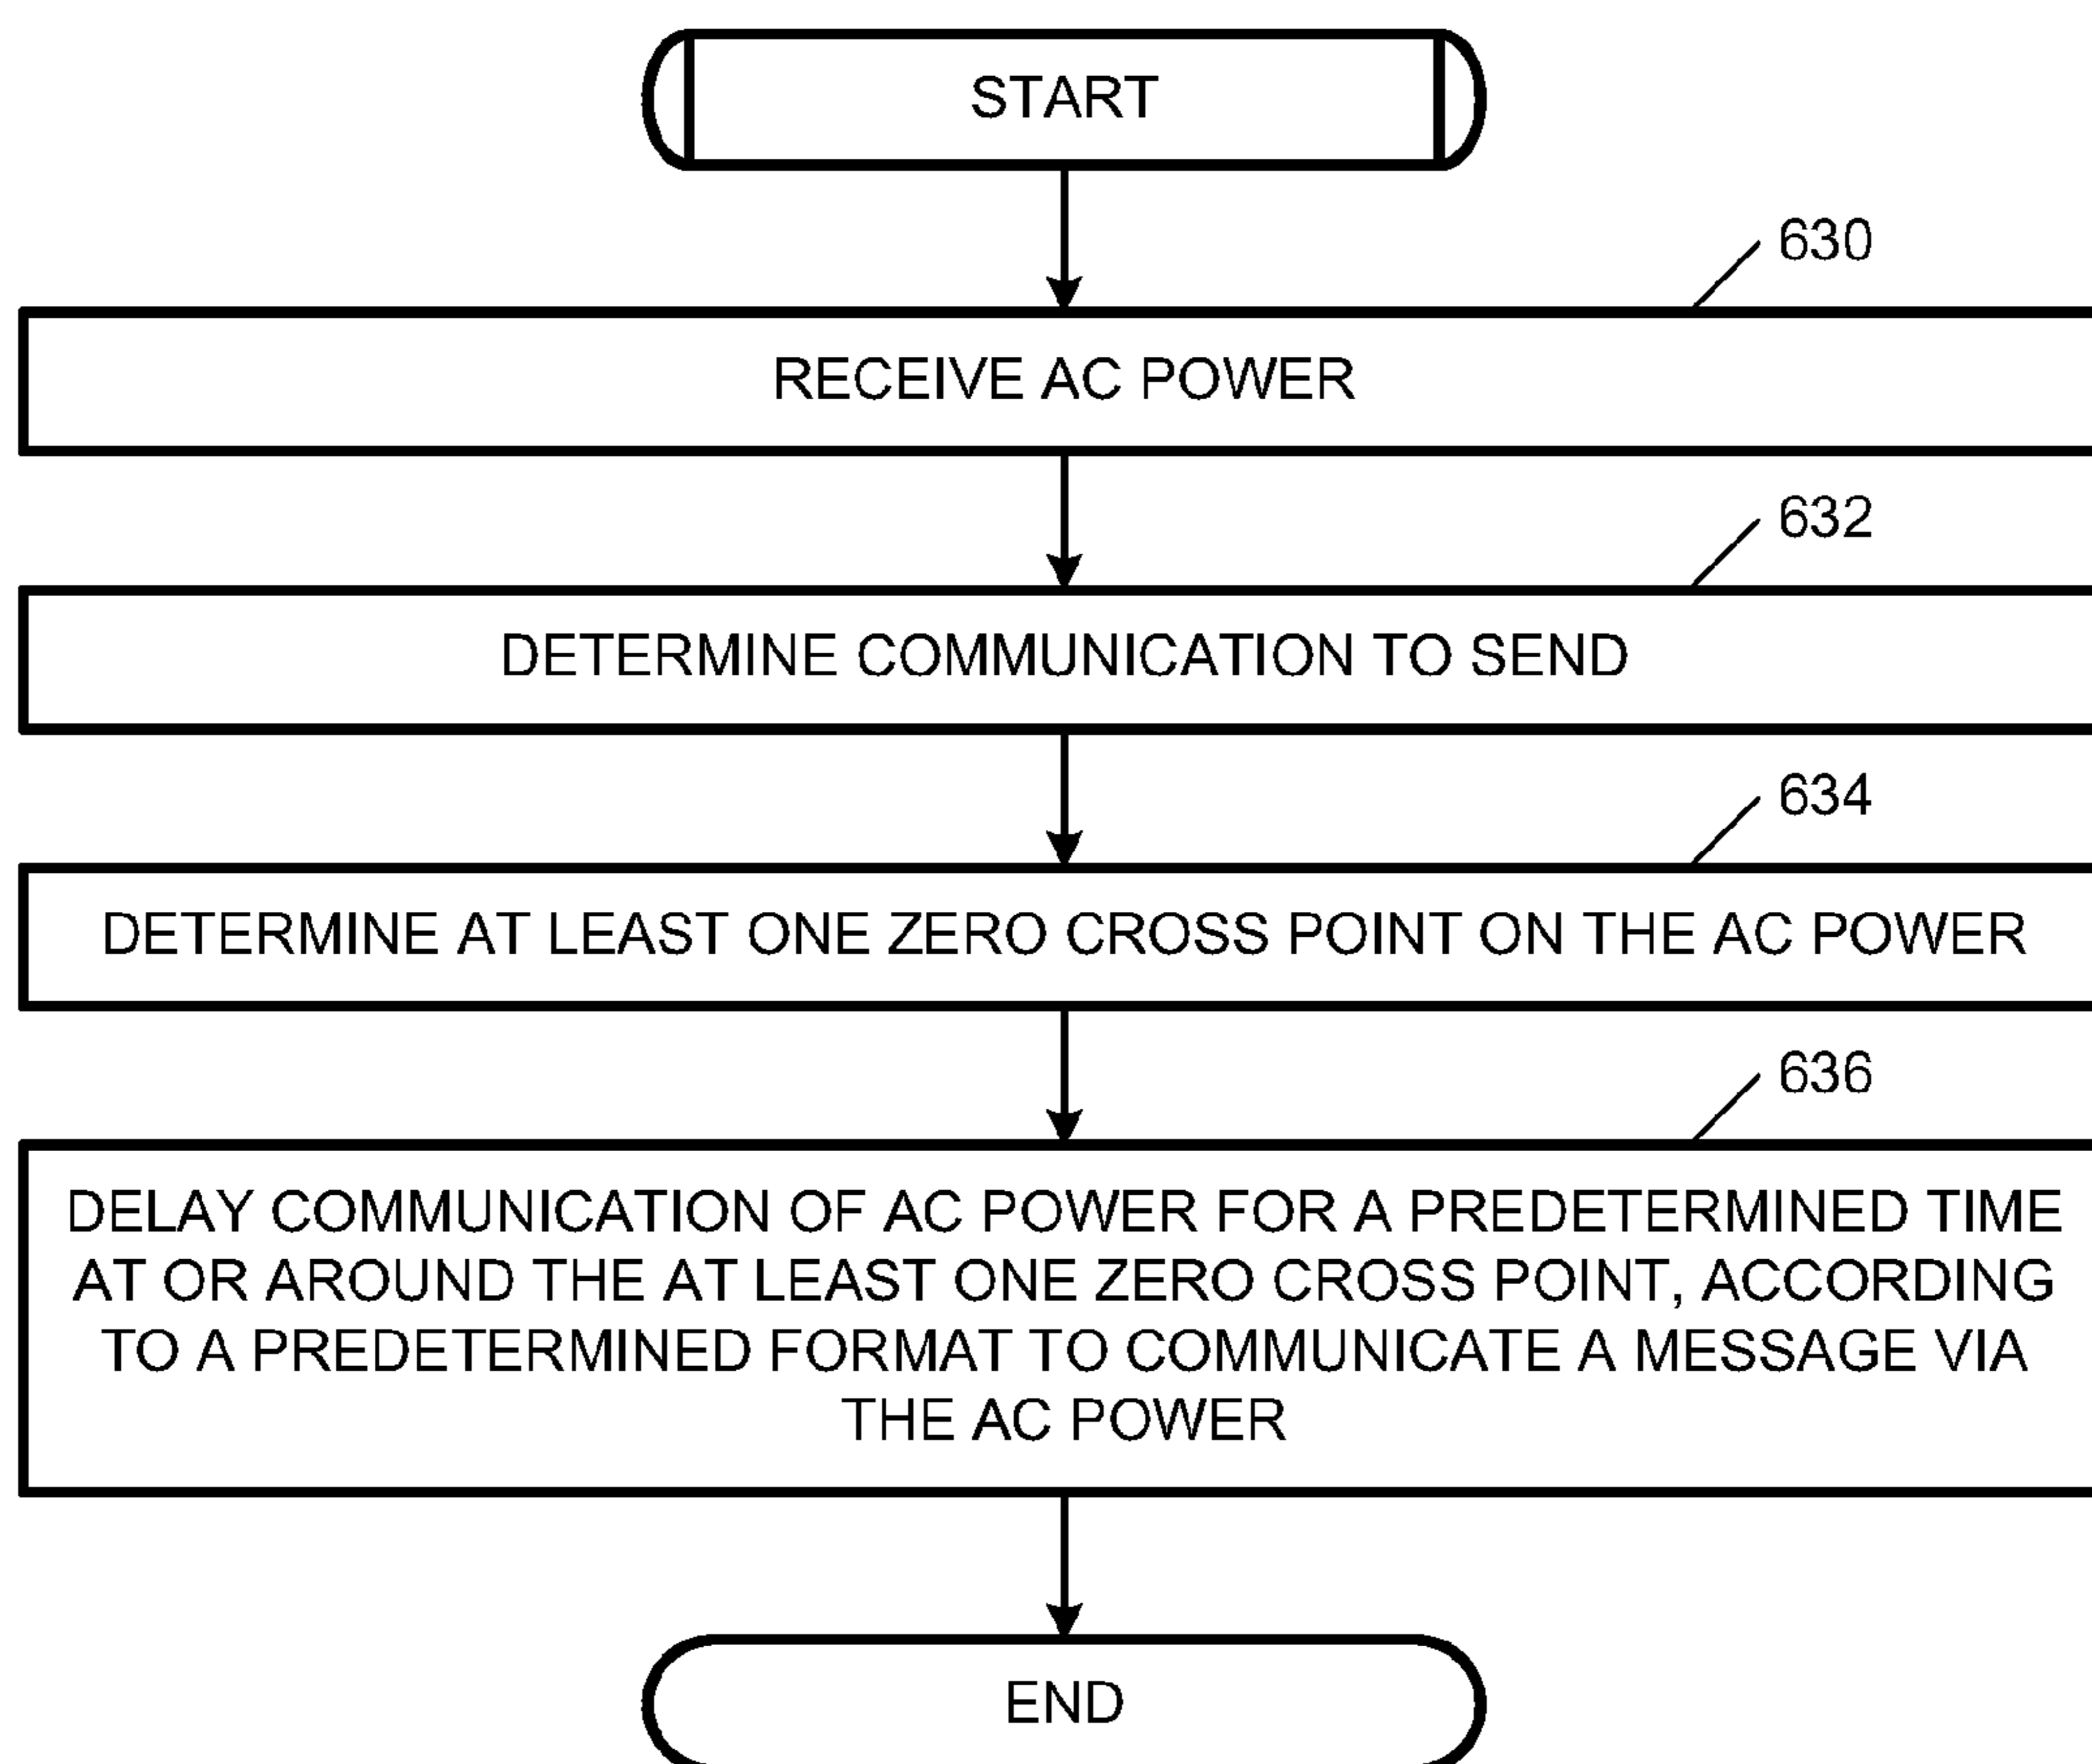 START
630
RECEIVE AC POWER
632
DETERMINE COMMUNICATION TO SEND
634
DETERMINE AT LEAST ONE ZERO CROSS POINT ON THE AC POWER
636
DELAY COMMUNICATION OF AC POWER FOR A PREDETERMINED TIME
AT OR AROUND THE AT LEAST ONE ZERO CROSS POINT, ACCORDING
TO A PREDETERMINED FORMAT TO COMMUNICATE A MESSAGE VIA
THE AC POWER
END